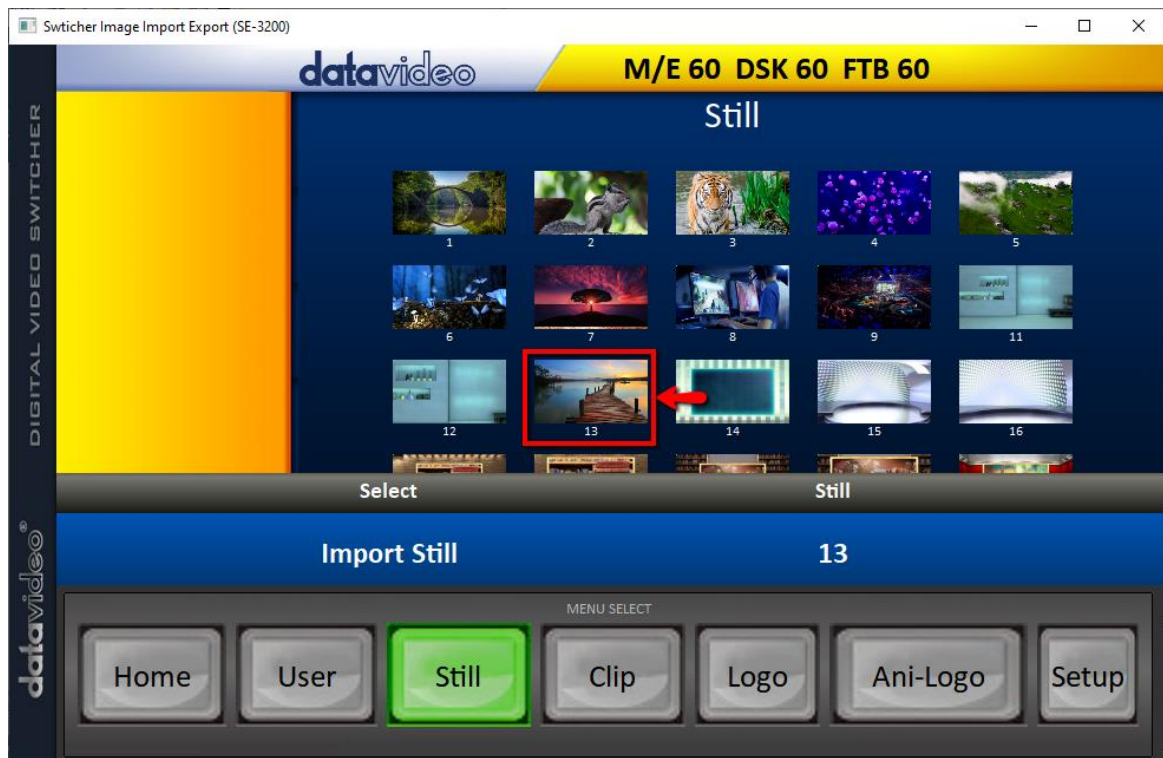 Swticher Image Import Export (SE-3200)
datavideo
M/E 60 DSK 60 FTB 60
Still
1 2 3 4 5
6 7 8 9 11
12 13 14 15 16
Select Still
Import Still 13
MENU SELECT
Home User Still Clip Logo Ani-Logo Setup
DIGITAL VIDEO SWITCHER
datavideo®